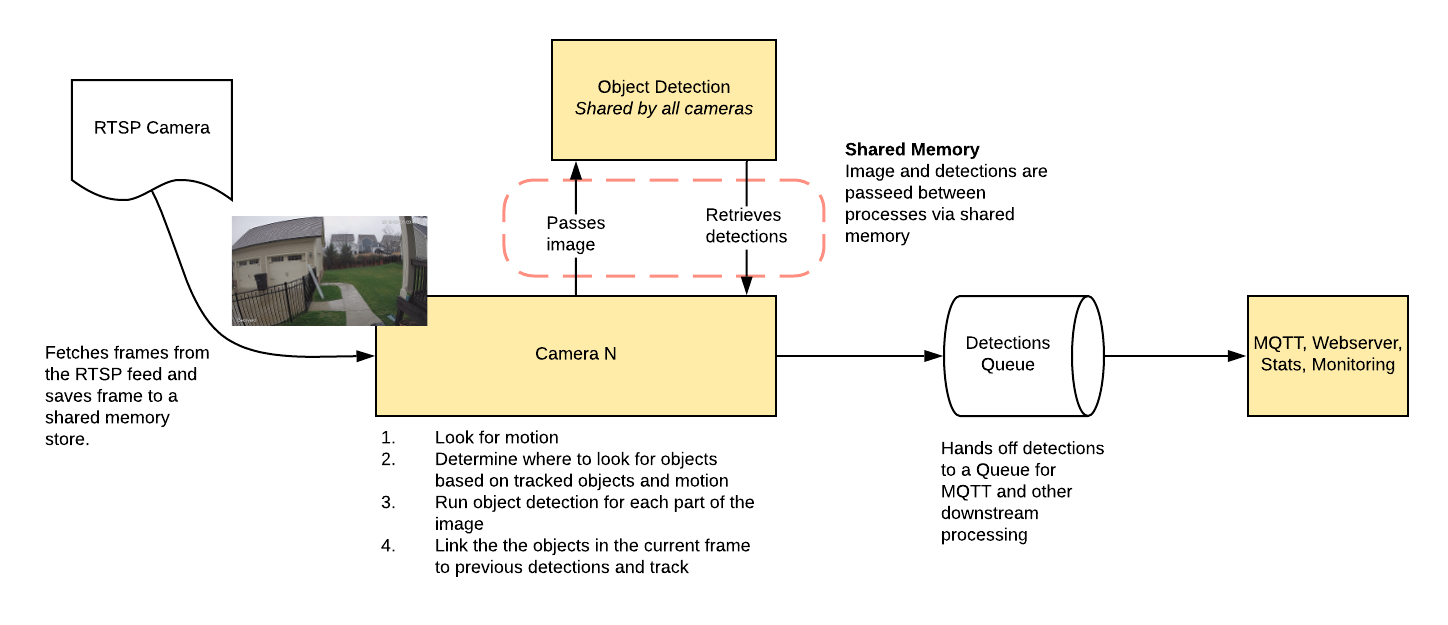 RTSP Camera
Object Detection
Shared by all cameras
Shared Memory
Image and detections are
passeed between
processes via shared
memory
Passes
image
Retrieves
detections
Fetches frames from
the RTSP feed and
saves frame to a
shared memory
store.
Camera N
1. Look for motion
2. Determine where to look for objects
based on tracked objects and motion
3. Run object detection for each part of the
image
4. Link the the objects in the current frame
to previous detections and track
Detections
Queue
Hands off detections
to a Queue for
MQTT and other
downstream
processing
MQTT, Webserver,
Stats, Monitoring